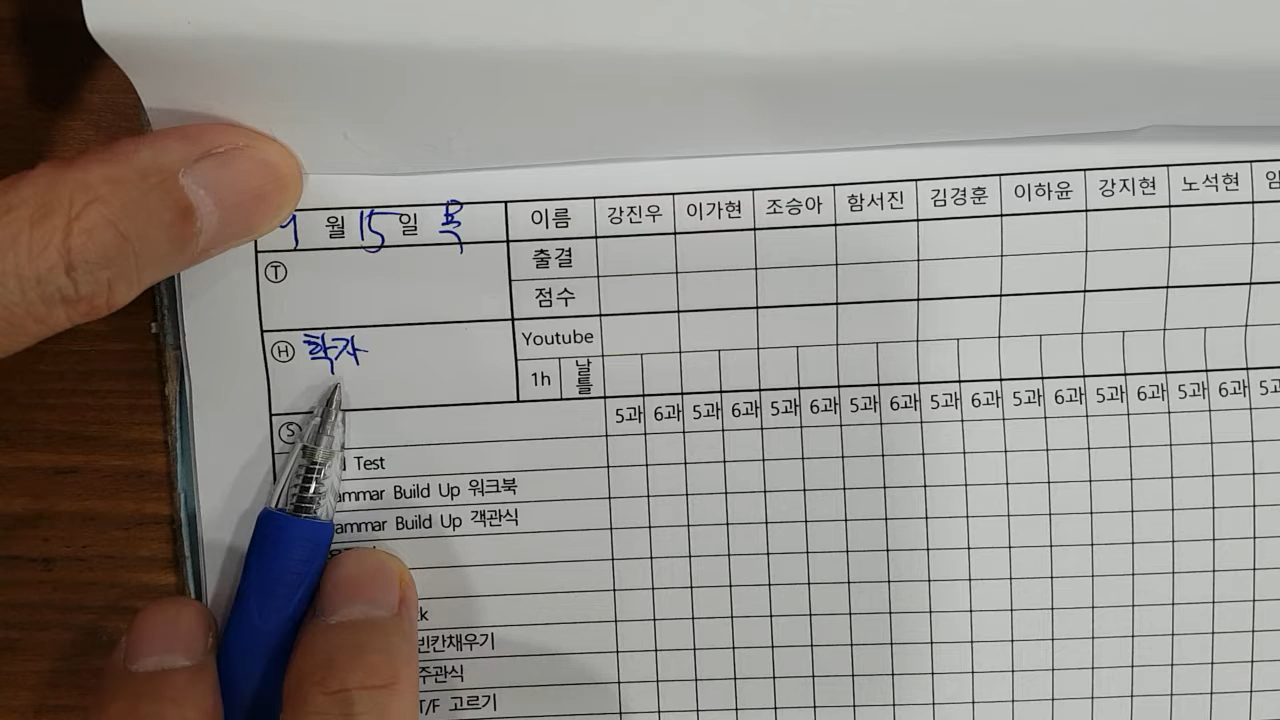 9 월 15 일 목 이름 강진우 이가현 조승아 함서진 김경훈 이하윤 강지현 노석현
Ⓣ 출결
점수
Ⓗ 학자 Youtube
1h 날틀
Ⓢ 5과 6과 5과 6과 5과 6과 5과 6과 5과 6과 5과 6과 5과 6과 5과 6과
Test
Build Up 워크북
Build Up 객관식
빈칸채우기
주관식
T/F 고르기